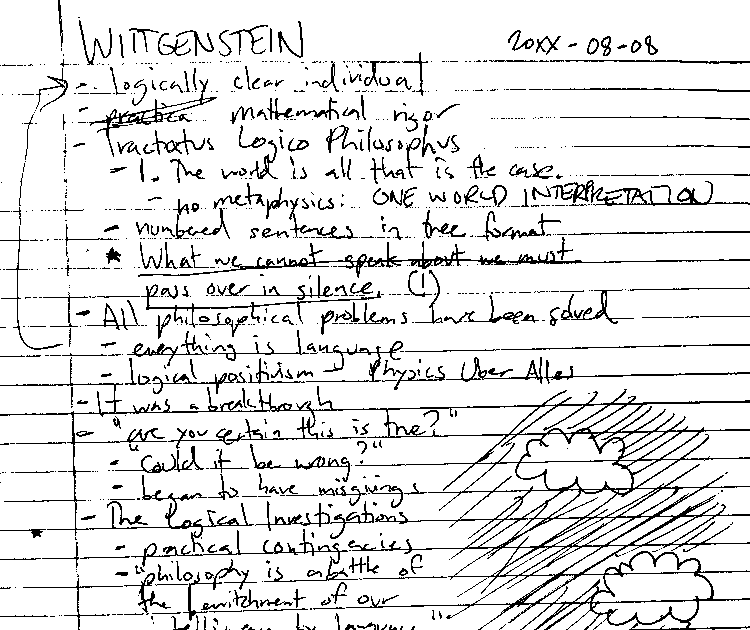 WITTGENSTEIN 20XX-08-08
- logically clear individual
- practica mathematical rigor
- Tractatus Logico Philosophus
- 1. The world is all that is the case.
- no metaphysics: ONE WORLD INTERPRETATION
- numbered sentences in tree format
* What we cannot speak about we must
pass over in silence. (!)
- All philosophical problems have been solved
- everything is language
- logical positivism → Physics Uber Alles
- It was a breakthrough
- "are you certain this is true?"
- "Could it be wrong?"
- began to have misgivings
- The Logical Investigations
* - practical contingencies
- "philosophy is a battle of
the bewitchment of our
intelligence by language"